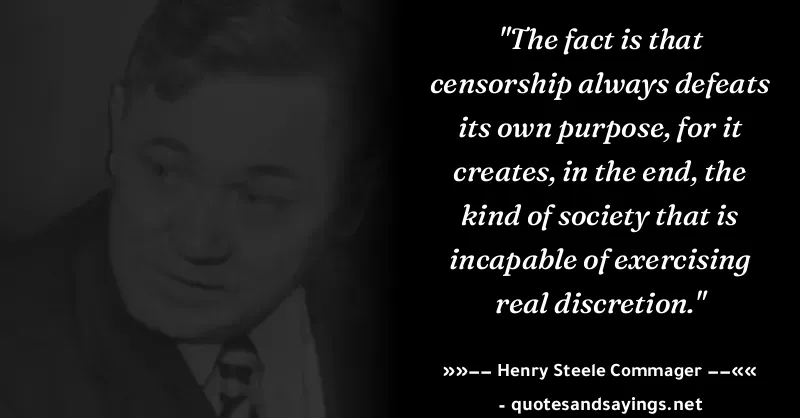 "The fact is that
censorship always defeats
its own purpose, for it
creates, in the end, the
kind of society that is
incapable of exercising
real discretion."
»»−− Henry Steele Commager −−««
- quotesandsayings.net